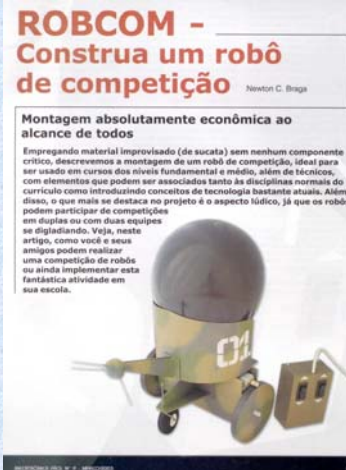 ROBCOM -
Construa um robô
de competição
Newton C. Braga
Montagem absolutamente econômica ao
alcance de todos
Empregando material improvisado (de sucata) sem nenhum componente
crítico, descrevemos a montagem de um robô de competição, ideal para
ser usado em cursos dos níveis fundamental e médio, além de técnicos,
com elementos que podem ser associados tanto às disciplinas normais do
currículo como introduzindo conceitos de tecnologia bastante atuais. Além
disso, o que mais se destaca no projeto é o aspecto lúdico, já que os robôs
podem participar de competições
em duplas ou com duas equipes
se digladiando. Veja, neste
artigo, como você e seus
amigos podem realizar
uma competição de robôs
ou ainda implementar esta
fantástica atividade em
sua escola.
01